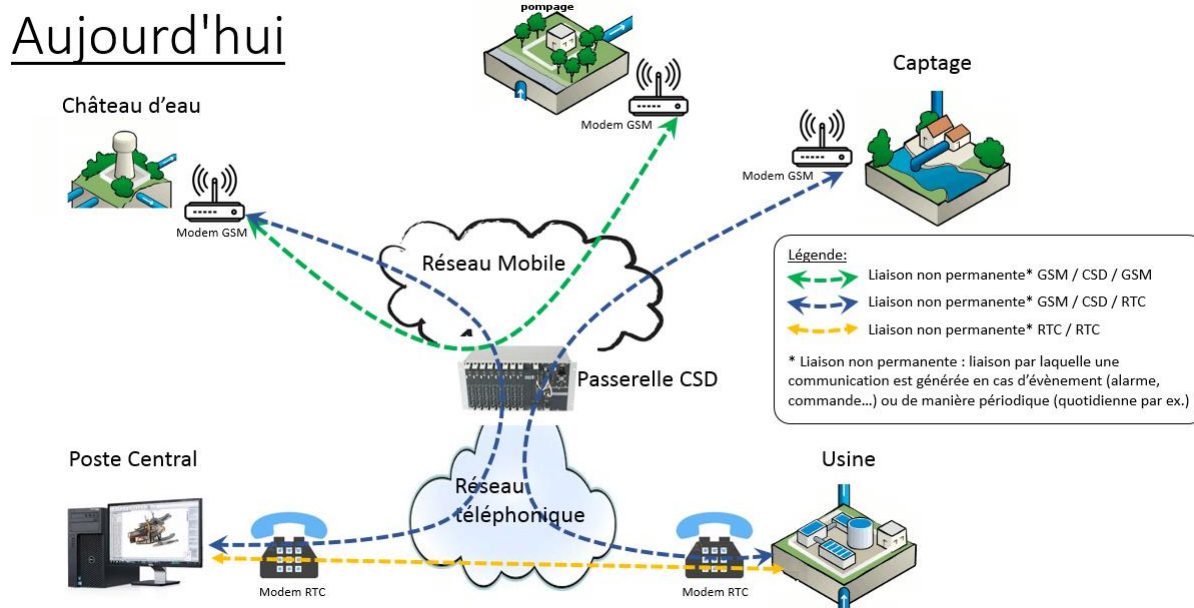 Aujourd'hui
pompage
Captage
Château d'eau
Modem GSM
Modem GSM
Modem GSM
Réseau Mobile
Légende:
Liaison non permanente* GSM / CSD / GSM
Liaison non permanente* GSM / CSD / RTC
Liaison non permanente* RTC / RTC
* Liaison non permanente : liaison par laquelle une
communication est générée en cas d'évènement (alarme,
commande...) ou de manière périodique (quotidienne par ex.)
Passerelle CSD
Poste Central
Usine
Réseau
téléphonique
Modem RTC
Modem RTC